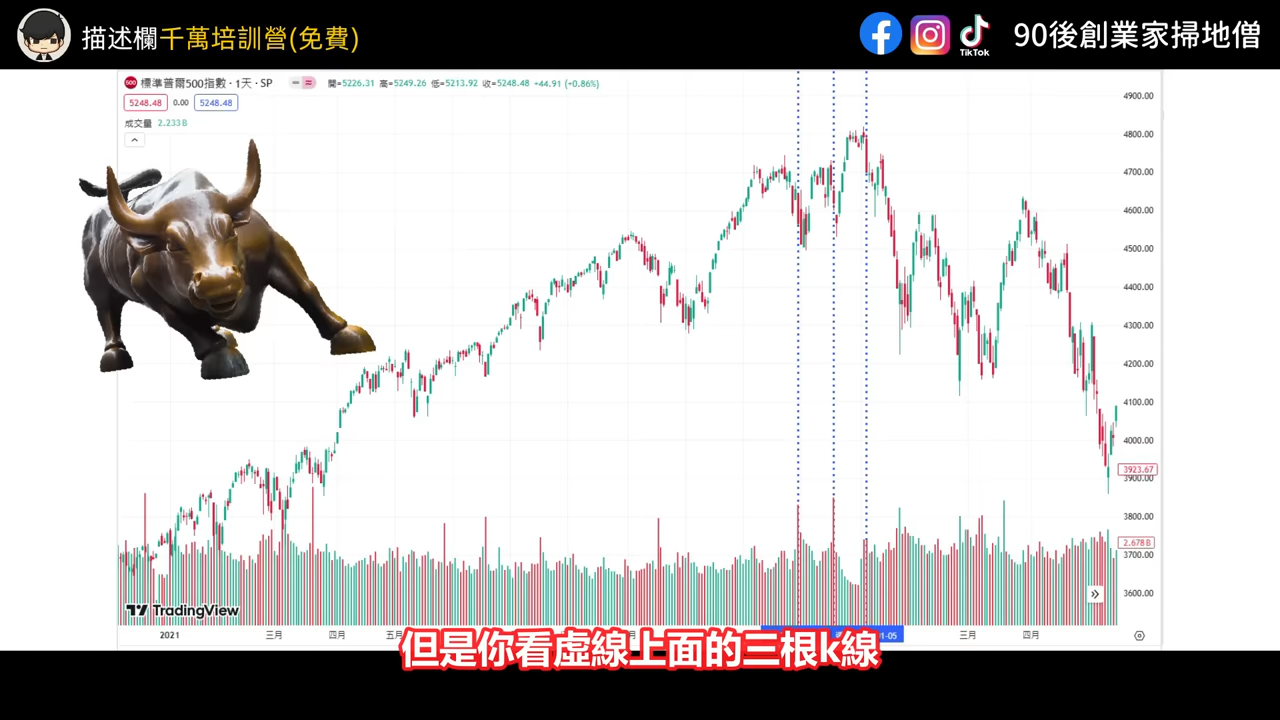 描述欄千萬培訓營(免費)
TikTok
90後創業家掃地僧
500 標準普爾500指數 · 1天 · SP
開=5226.31 高=5249.26 低=5213.92 收=5248.48 +44.91 (+0.86%)
5248.48 0.00 5248.48
成交量 2.233B
4900.00
4800.00
4700.00
4600.00
4500.00
4400.00
4300.00
4200.00
4100.00
4000.00
3923.67
3900.00
3800.00
2.678B
3700.00
3600.00
TradingView
2021 三月 四月 五月 月 1-05 三月 四月
但是你看虛線上面的三根k線